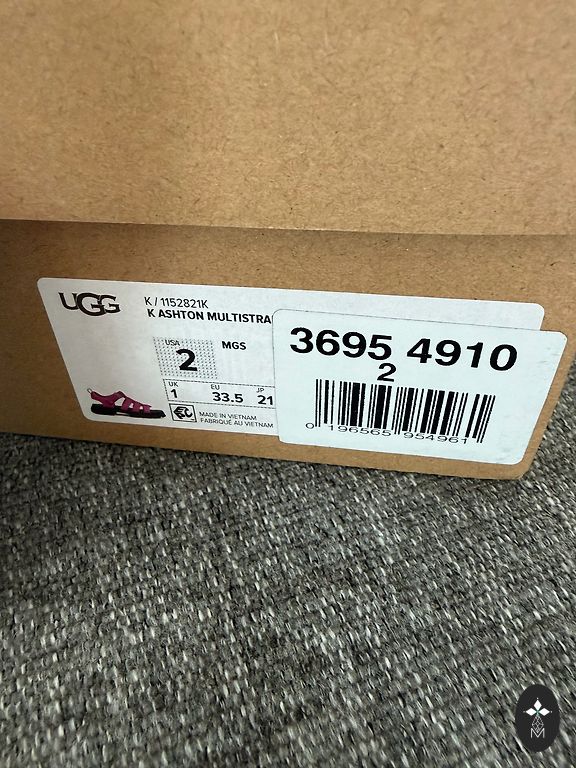 UGG
K / 1152821K
K ASHTON MULTISTRA
USA
2
MGS
UK EU JP
1 33.5 21
MADE IN VIETNAM
FABRIQUÉ AU VIETNAM
3695 4910
2
0 196565 954961
M